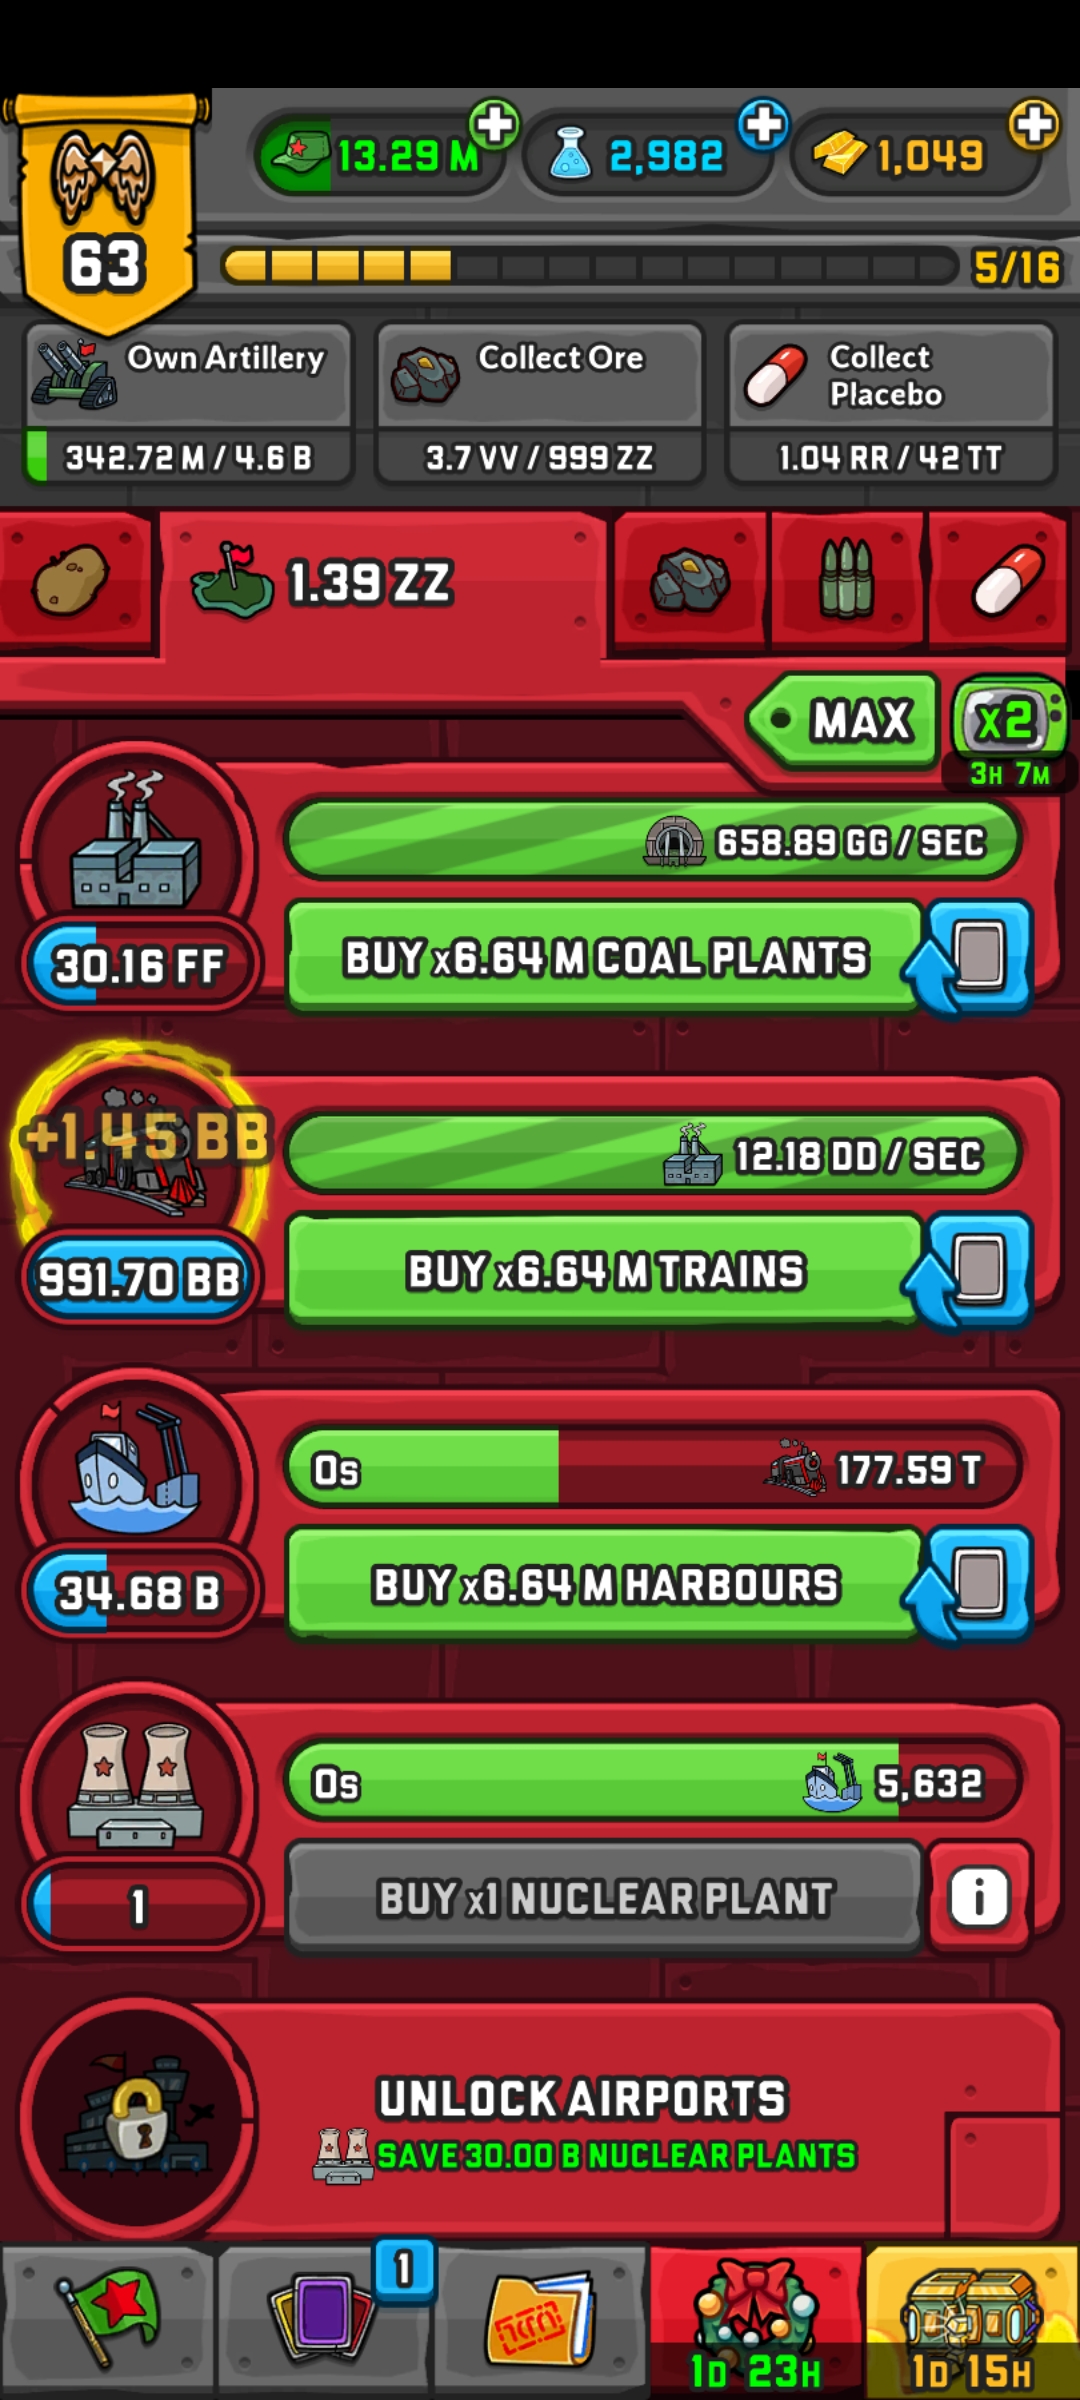 13.29 M
2,982
1,049
63
5/16
Own Artillery
342.72 M / 4.6 B
Collect Ore
3.7 VV / 999 ZZ
Collect
Placebo
1.04 RR / 42 TT
1.39 ZZ
MAX
x2
3H 7M
658.89 GG / SEC
30.16 FF
BUY x6.64 M COAL PLANTS
+1.45 BB
12.18 DD / SEC
991.70 BB
BUY x6.64 M TRAINS
0s
177.59 T
34.68 B
BUY x6.64 M HARBOURS
0s
5,632
1
BUY x1 NUCLEAR PLANT
i
UNLOCK AIRPORTS
SAVE 30.00 B NUCLEAR PLANTS
1
1D 23H
1D 15H